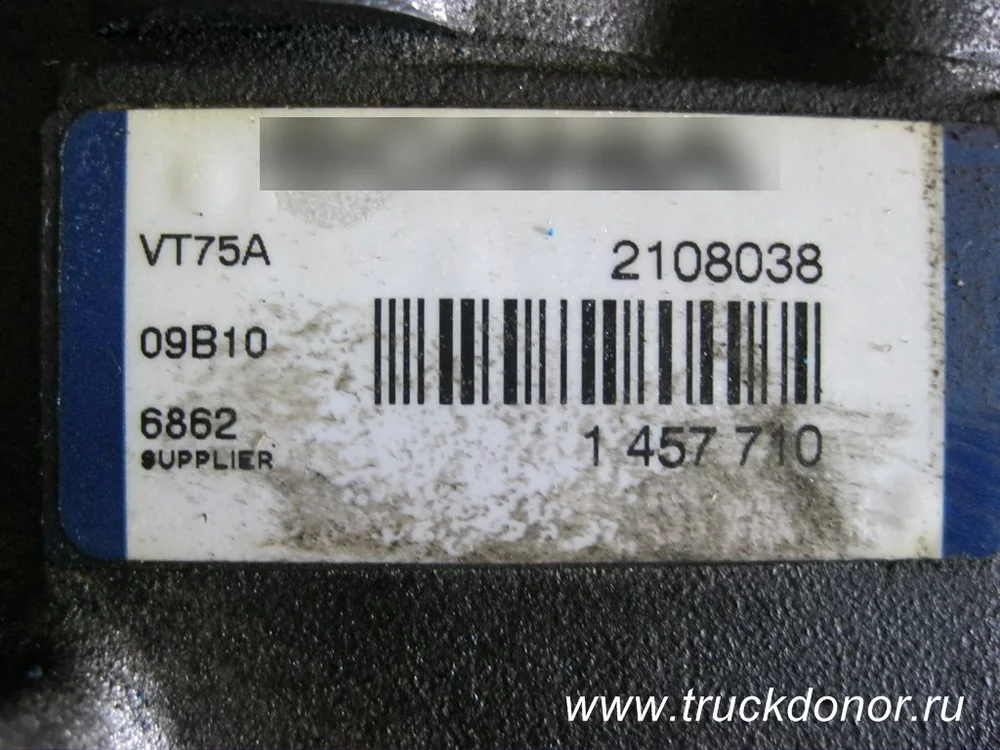 VT75A
2108038
09B10
6862
SUPPLIER
1 457 710
www.truckdonor.ru